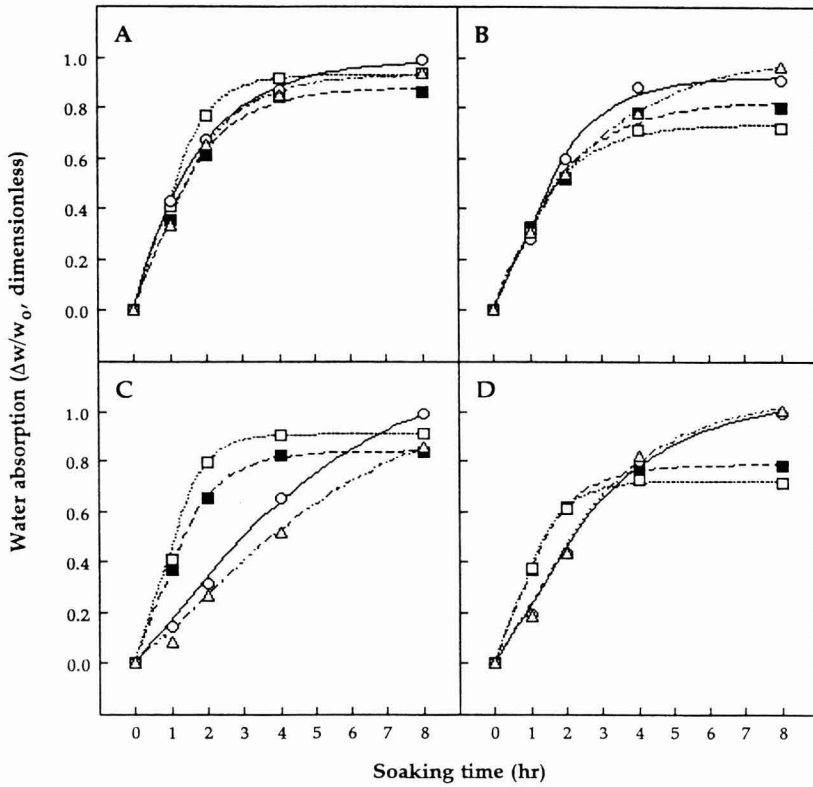 A B
1.0
0.8
0.6
0.4
0.2
0.0
C D
1.0
0.8
0.6
0.4
0.2
0.0
0 1 2 3 4 5 6 7 8 0 1 2 3 4 5 6 7 8
Soaking time (hr)
Water absorption (Δw/wₒ, dimensionless)